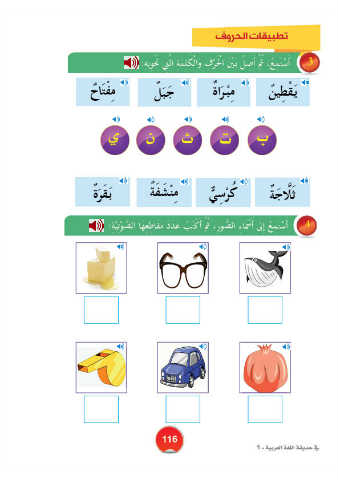 تطبيقات الحروف
3 أَسْتَمِعُ، ثُمَّ أَصِلُ بَيْنَ الْحَرْفِ وَالْكَلِمَةِ الَّتِي تَحْوِيهِ:
يَقْطِينٌ مِبْرَاةٌ جَبَلٌ مِفْتَاحٌ
ب ت ث ن ي
ثَلَّاجَةٌ كُرْسِيٌّ مِنْشَفَةٌ بَقَرَةٌ
أَسْتَمِعُ إِلَى أَسْمَاءِ الصُّوَرِ، ثُمَّ أَكْتُبُ عَدَدَ مَقَاطِعِهَا الصَّوْتِيَّةِ:
116
في حديقة اللغة العربية -